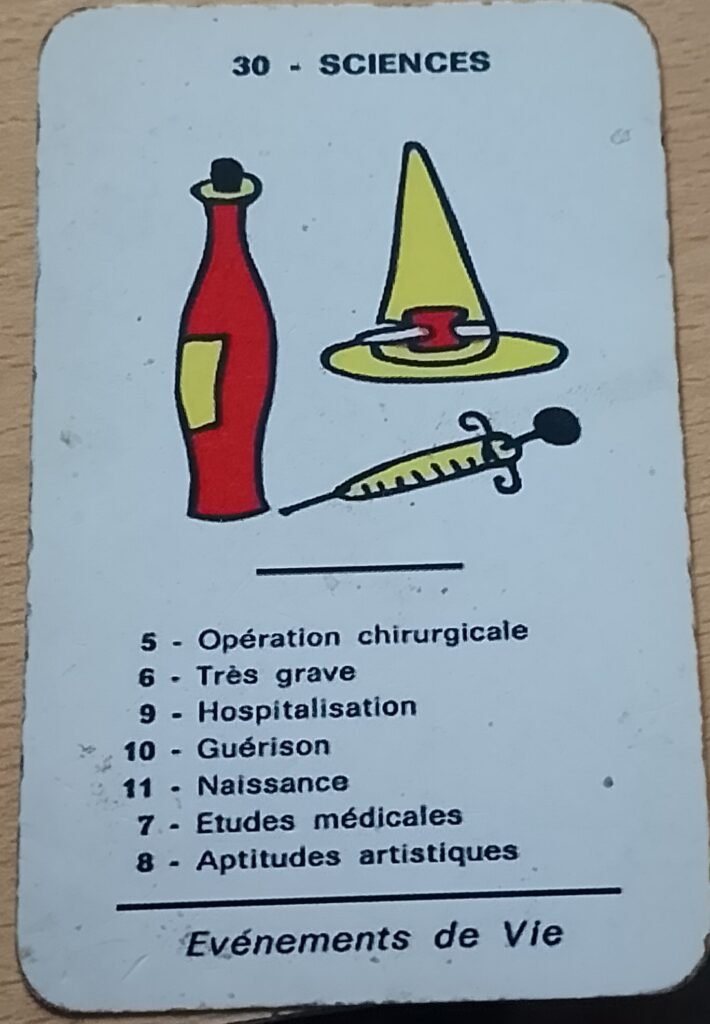 30 - SCIENCES
5 - Opération chirurgicale
6 - Très grave
9 - Hospitalisation
10 - Guérison
11 - Naissance
7 - Etudes médicales
8 - Aptitudes artistiques
Evénements de Vie